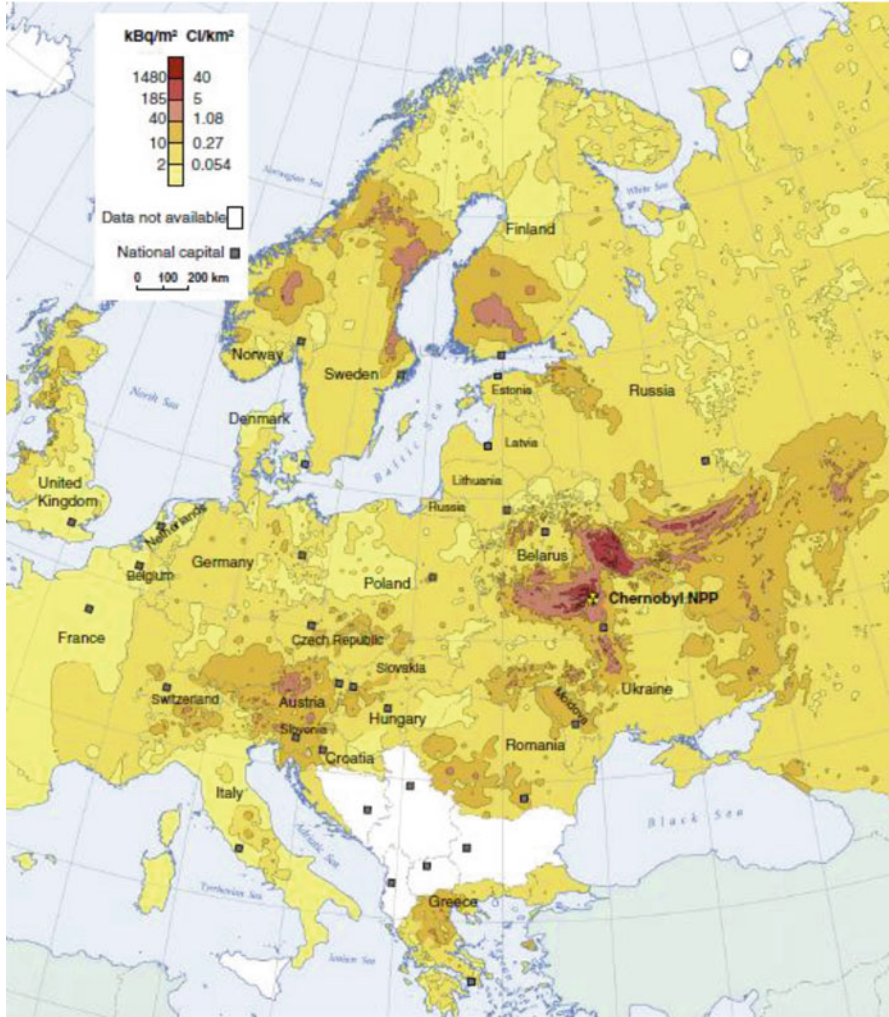 kBq/m² CI/km²
1480 40
185 5
40 1.08
10 0.27
2 0.054
Data not available
National capital
0 100 200 km
Norwegian Sea
White Sea
Finland
Norway
Sweden
Estonia
Russia
North Sea
Denmark
Baltic Sea
Latvia
Lithuania
United
Kingdom
Russia
Netherlands
Belarus
Germany
Belgium
Poland
Chernobyl NPP
France
Czech Republic
Slovakia
Switzerland
Austria
Ukraine
Moldova
Hungary
Slovenia
Romania
Croatia
Italy
Black Sea
Adriatic Sea
Tyrrhenian Sea
Greece
Ionian Sea